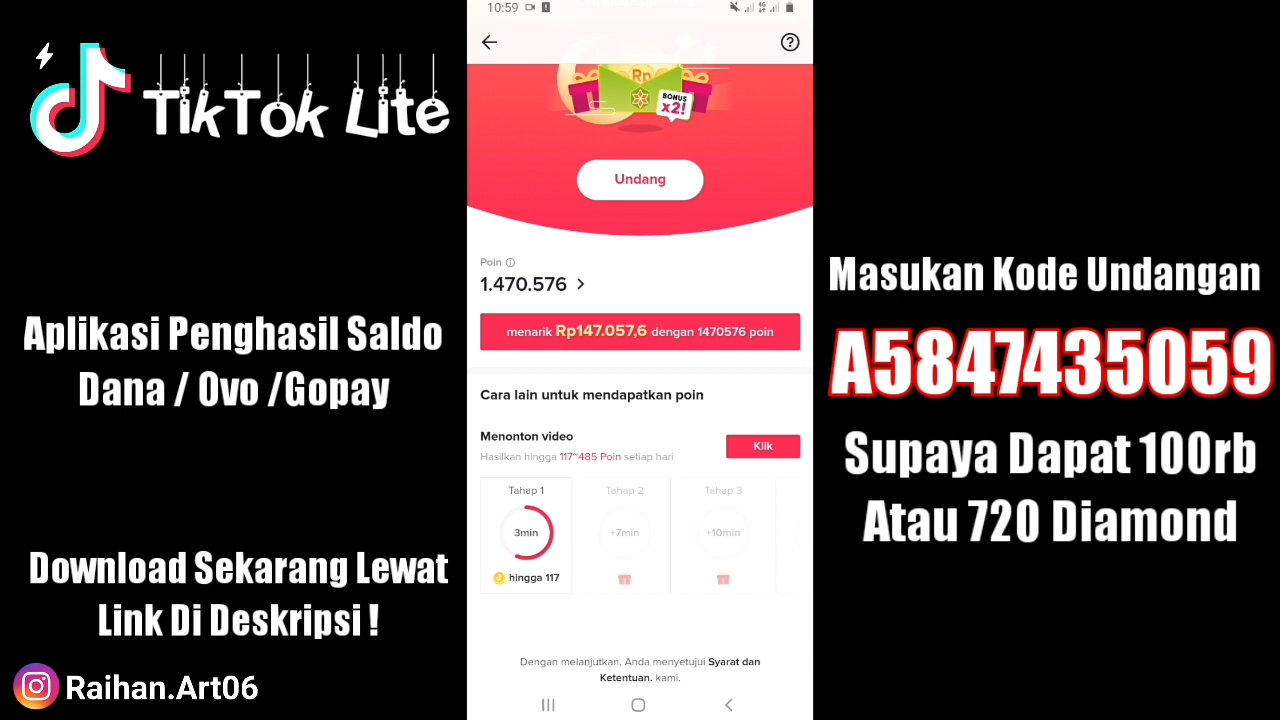 TikTok Lite
Aplikasi Penghasil Saldo
Dana / Ovo /Gopay
Download Sekarang Lewat
Link Di Deskripsi !
Raihan.Art06
10:59
4G
Rp
BONUS
x2!
Undang
Poin
1.470.576
menarik Rp147.057,6 dengan 1470576 poin
Cara lain untuk mendapatkan poin
Menonton video
Hasilkan hingga 117~485 Poin setiap hari
Klik
Tahap 1
Tahap 2
Tahap 3
3min
+7min
+10min
hingga 117
Dengan melanjutkan, Anda menyetujui Syarat dan
Ketentuan. kami.
Masukan Kode Undangan
A5847435059
Supaya Dapat 100rb
Atau 720 Diamond